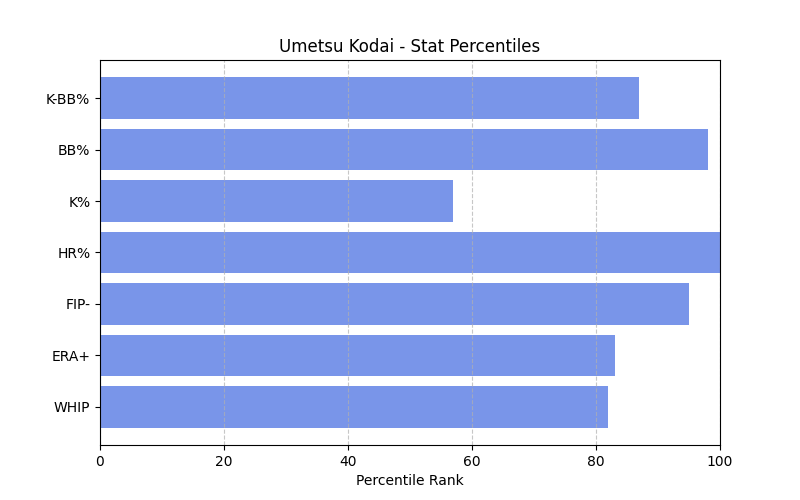 Umetsu Kodai - Stat Percentiles
K-BB%
BB%
K%
HR%
FIP-
ERA+
WHIP
0 20 40 60 80 100
Percentile Rank